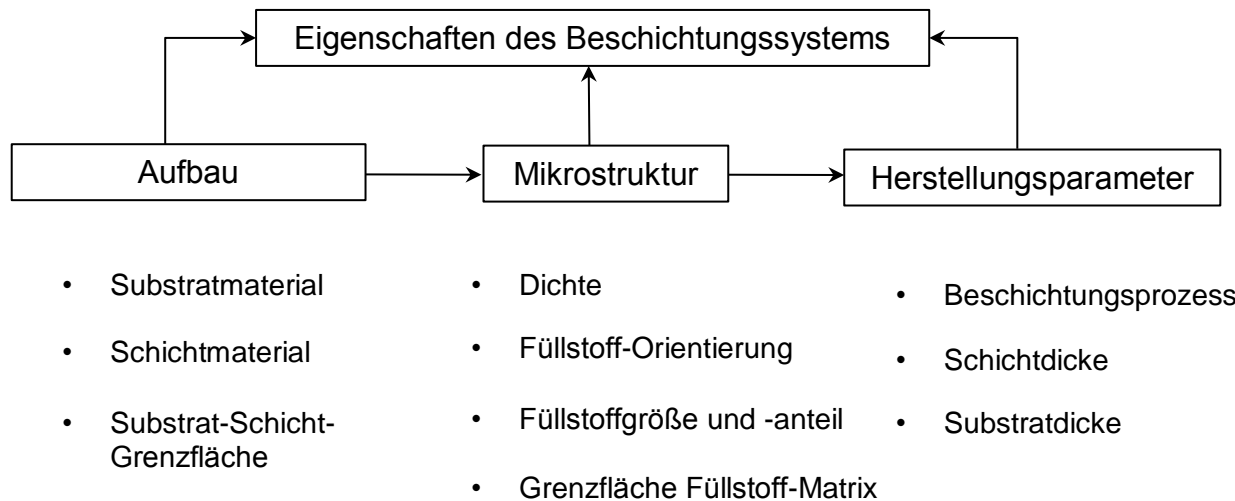 Eigenschaften des Beschichtungssystems
Aufbau
Mikrostruktur
Herstellungsparameter
• Substratmaterial
• Schichtmaterial
• Substrat-Schicht-
Grenzfläche
• Dichte
• Füllstoff-Orientierung
• Füllstoffgröße und -anteil
• Grenzfläche Füllstoff-Matrix
• Beschichtungsprozess
• Schichtdicke
• Substratdicke